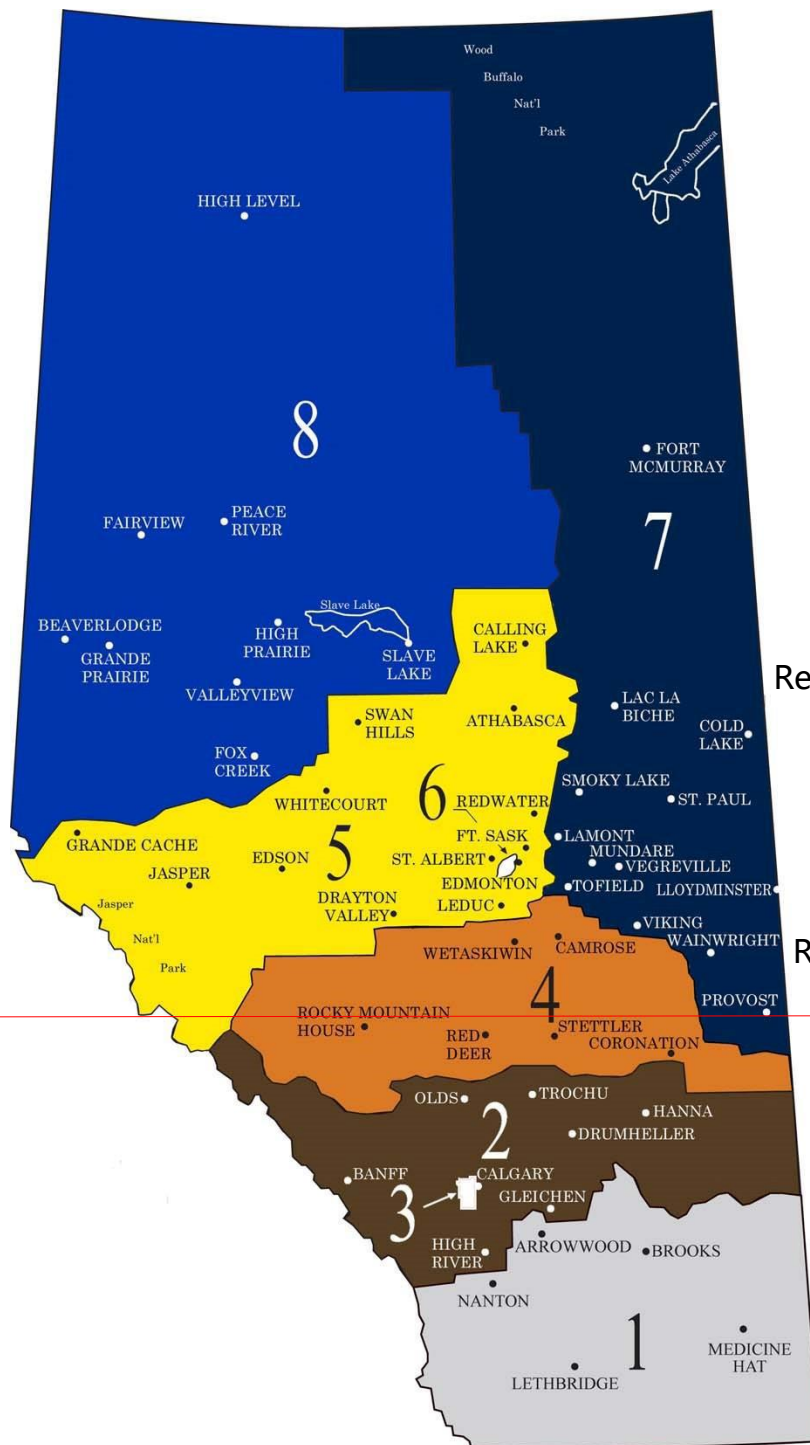 Wood
Buffalo
Nat'l
Park
Lake Athabasca
HIGH LEVEL
8
FORT
MCMURRAY
7
PEACE
RIVER
FAIRVIEW
Slave Lake
BEAVERLODGE
GRANDE
PRAIRIE
HIGH
PRAIRIE
SLAVE
LAKE
CALLING
LAKE
VALLEYVIEW
Re
LAC LA
BICHE
SWAN
HILLS
ATHABASCA
COLD
LAKE
FOX
CREEK
WHITECOURT
6
REDWATER
SMOKY LAKE
ST. PAUL
GRANDE CACHE
5
FT. SASK
LAMONT
MUNDARE
JASPER
EDSON
ST. ALBERT
VEGREVILLE
EDMONTON
TOFIELD
LLOYDMINSTER
Jasper
Nat'l
Park
DRAYTON
VALLEY
LEDUC
VIKING
WETASKIWIN
CAMROSE
WAINWRIGHT
R
4
PROVOST
ROCKY MOUNTAIN
HOUSE
RED
DEER
STETTLER
CORONATION
OLDS
TROCHU
HANNA
2
DRUMHELLER
BANFF
CALGARY
3
GLEICHEN
HIGH
RIVER
ARROWWOOD
BROOKS
NANTON
1
MEDICINE
HAT
LETHBRIDGE